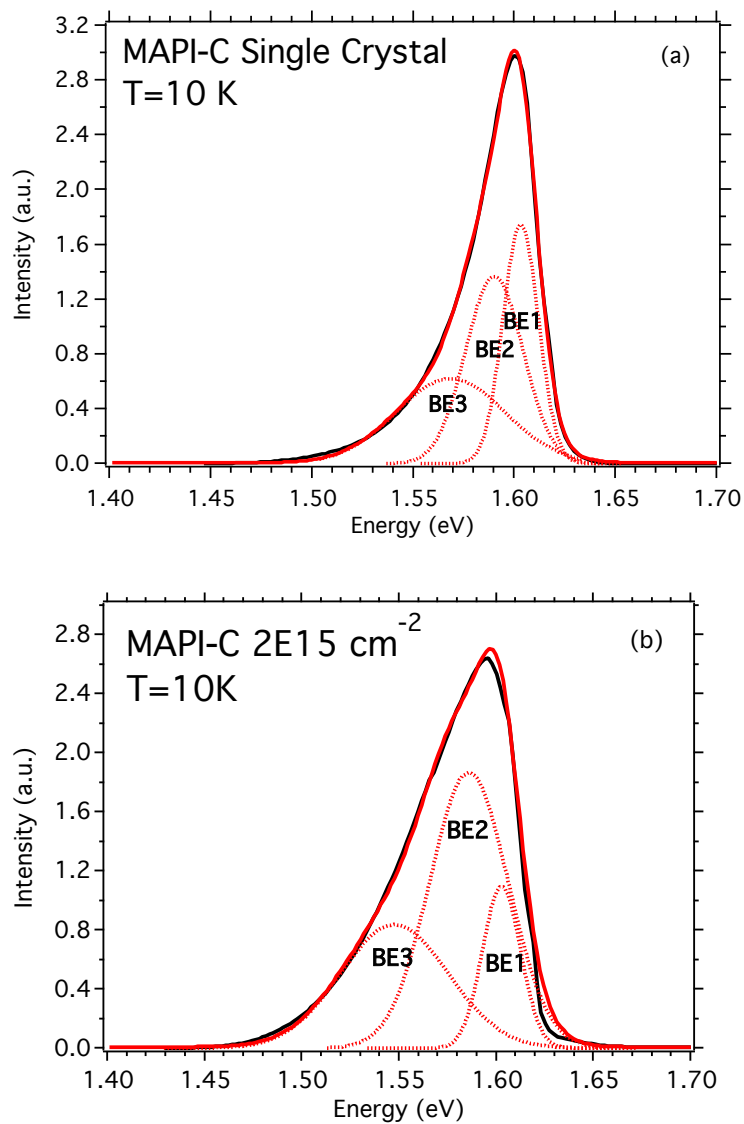 MAPI-C Single Crystal
(a)
T=10 K
3.2
2.8
2.4
2.0
1.6
1.2
0.8
0.4
0.0
Intensity (a.u.)
BE1
BE2
BE3
1.40 1.45 1.50 1.55 1.60 1.65 1.70
Energy (eV)
MAPI-C 2E15 cm⁻²
(b)
T=10K
2.8
2.4
2.0
1.6
1.2
0.8
0.4
0.0
Intensity (a.u.)
BE2
BE3
BE1
1.40 1.45 1.50 1.55 1.60 1.65 1.70
Energy (eV)